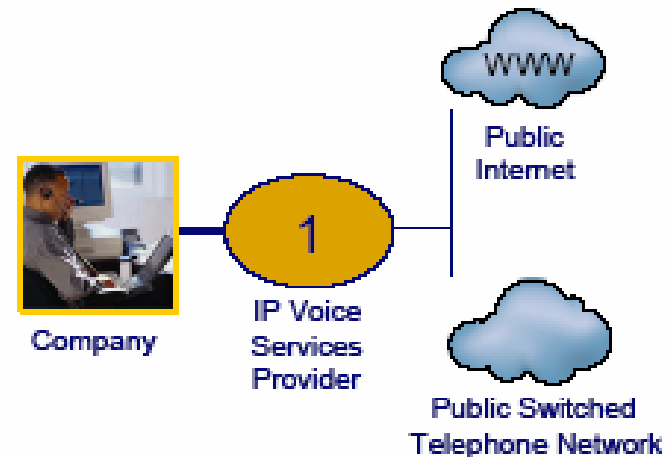 WWW
Public
Internet
1
IP Voice
Services
Provider
Company
Public Switched
Telephone Network